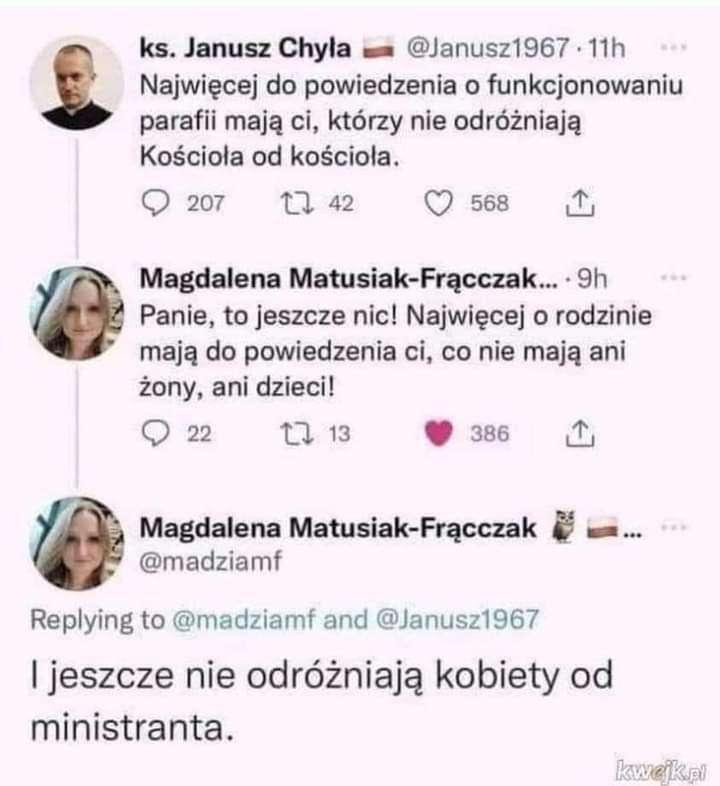 ks. Janusz Chyła 🇵🇱 @Janusz1967 · 11h
Najwięcej do powiedzenia o funkcjonowaniu
parafii mają ci, którzy nie odróżniają
Kościoła od kościoła.
207 42 568
Magdalena Matusiak-Frącczak... · 9h
Panie, to jeszcze nic! Najwięcej o rodzinie
mają do powiedzenia ci, co nie mają ani
żony, ani dzieci!
22 13 386
Magdalena Matusiak-Frącczak 🦉 🇵🇱...
@madziamf
Replying to @madziamf and @Janusz1967
I jeszcze nie odróżniają kobiety od
ministranta.
kwejk.pl